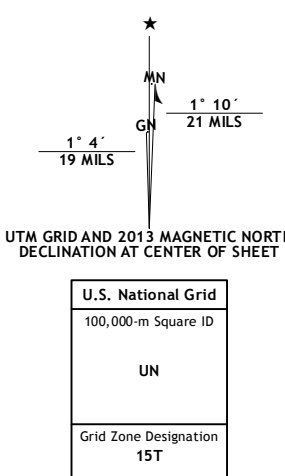 ★
MN
1° 10´
21 MILS
GN
1° 4´
19 MILS
UTM GRID AND 2013 MAGNETIC NORT
DECLINATION AT CENTER OF SHEET
U.S. National Grid
100,000-m Square ID
UN
Grid Zone Designation
15T